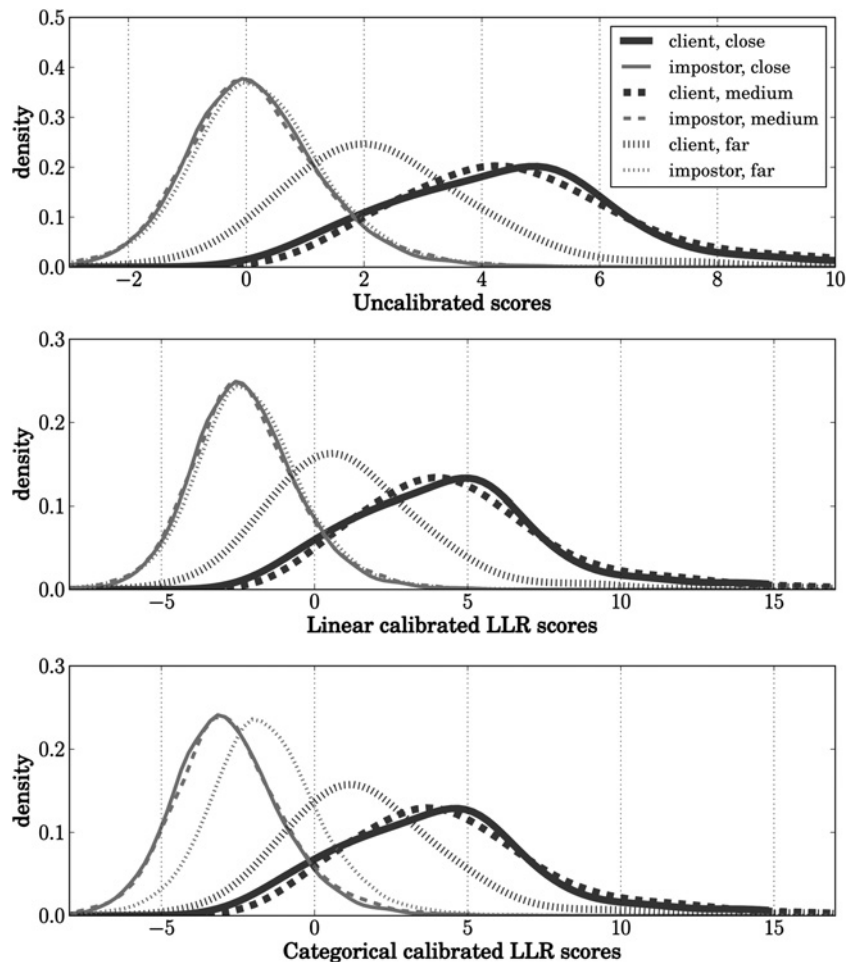 0.5
0.4
0.3
0.2
0.1
0.0
density
client, close
impostor, close
client, medium
impostor, medium
client, far
impostor, far
−2 0 2 4 6 8 10
Uncalibrated scores
0.3
0.2
0.1
0.0
density
−5 0 5 10 15
Linear calibrated LLR scores
0.3
0.2
0.1
0.0
density
−5 0 5 10 15
Categorical calibrated LLR scores